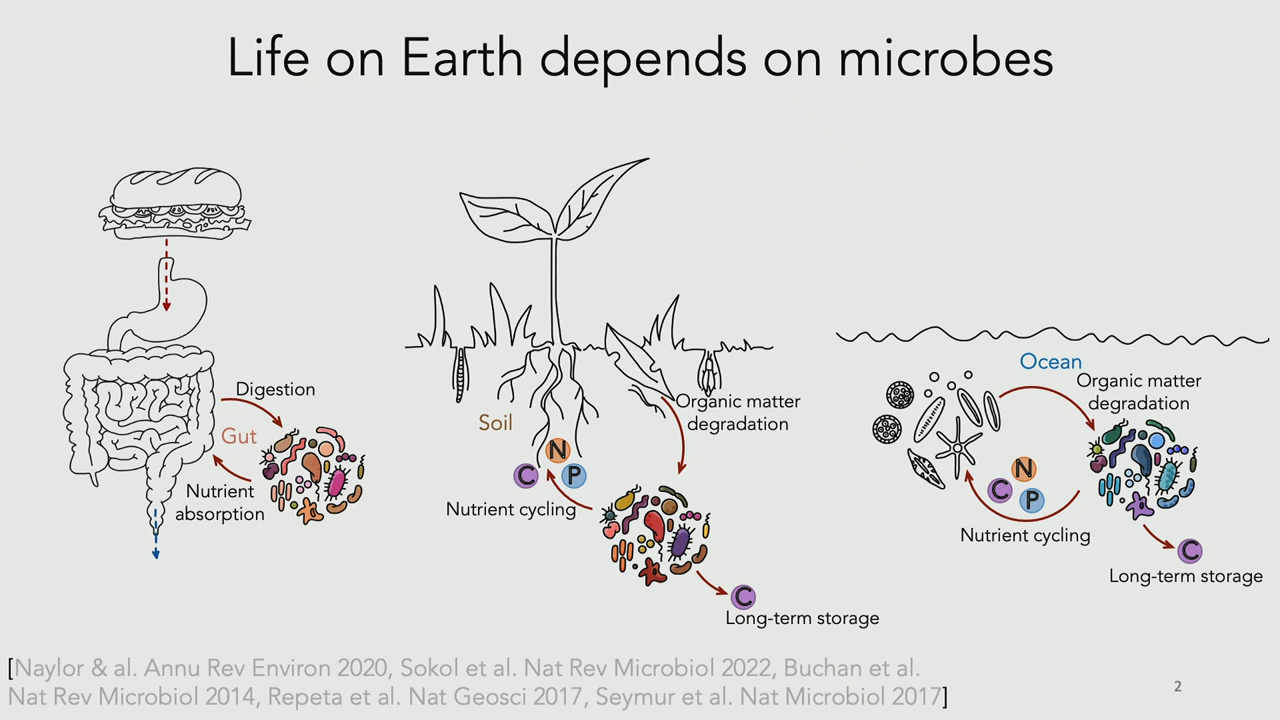 Life on Earth depends on microbes
Digestion
Gut
Nutrient
absorption
Soil
Organic matter
degradation
N
C
P
Nutrient cycling
C
Long-term storage
Ocean
Organic matter
degradation
N
C
P
Nutrient cycling
C
Long-term storage
[Naylor & al. Annu Rev Environ 2020, Sokol et al. Nat Rev Microbiol 2022, Buchan et al.
Nat Rev Microbiol 2014, Repeta et al. Nat Geosci 2017, Seymur et al. Nat Microbiol 2017]
2